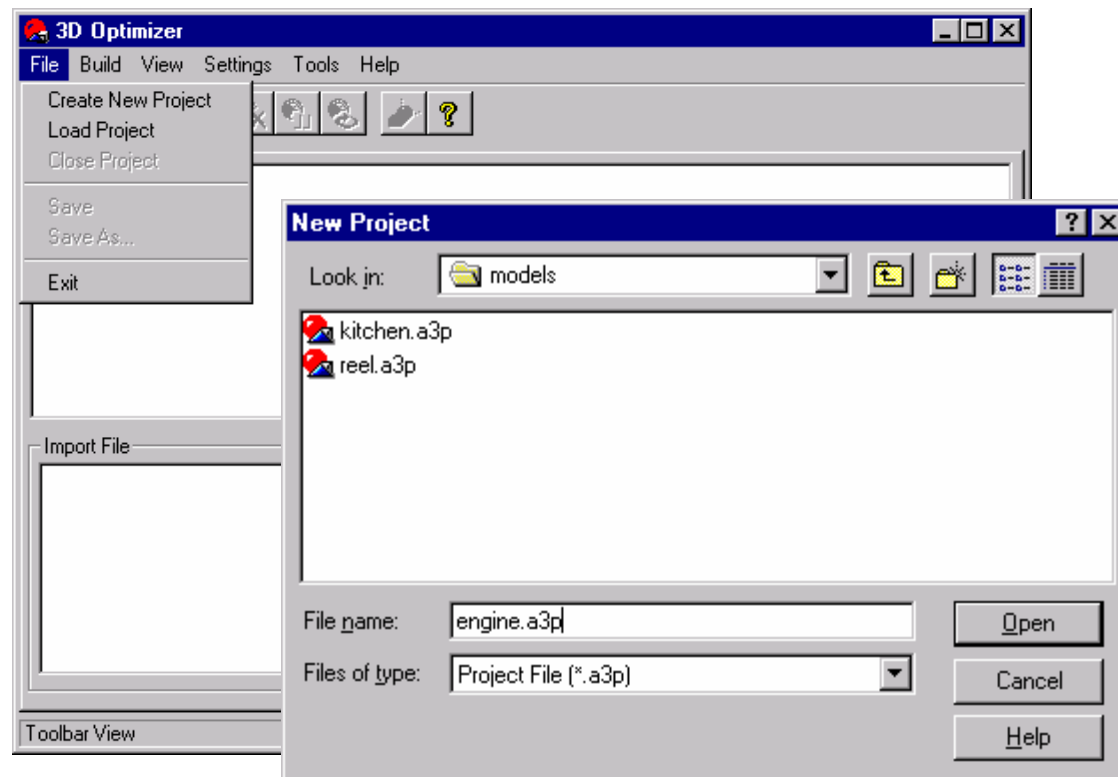 3D Optimizer
File Build View Settings Tools Help
Create New Project
Load Project
Close Project
Save
Save As...
Exit
New Project
Look in: models
kitchen.a3p
reel.a3p
Import File
File name: engine.a3p
Open
Files of type: Project File (*.a3p)
Cancel
Help
Toolbar View